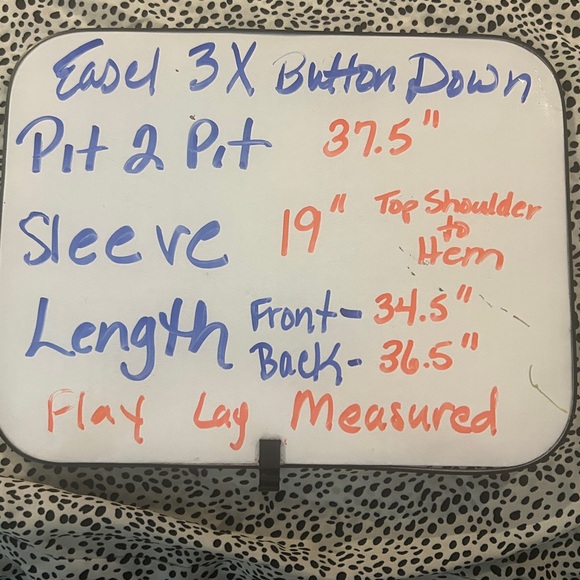 Easel 3X Button Down
Pit 2 Pit 37.5"
Sleeve 19" Top Shoulder to Hem
Length Front - 34.5"
Back - 36.5"
Flay Lay Measured